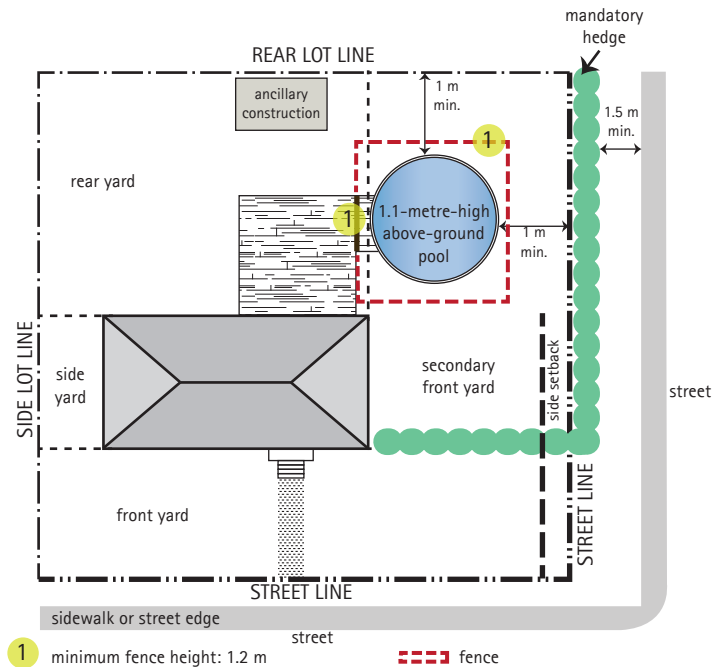 mandatory
hedge
REAR LOT LINE
ancillary
construction
1 m
min.
1.5 m
min.
1
rear yard
1
1.1-metre-high
above-ground
pool
1 m
min.
SIDE LOT LINE
side
yard
secondary
front yard
side setback
street
front yard
STREET LINE
STREET LINE
sidewalk or street edge
street
1 minimum fence height: 1.2 m
fence